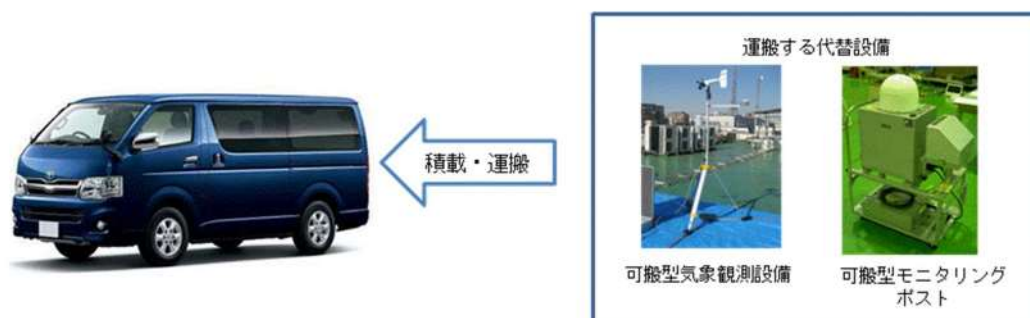 運搬する代替設備
積載・運搬
可搬型気象観測設備
可搬型モニタリング
ポスト